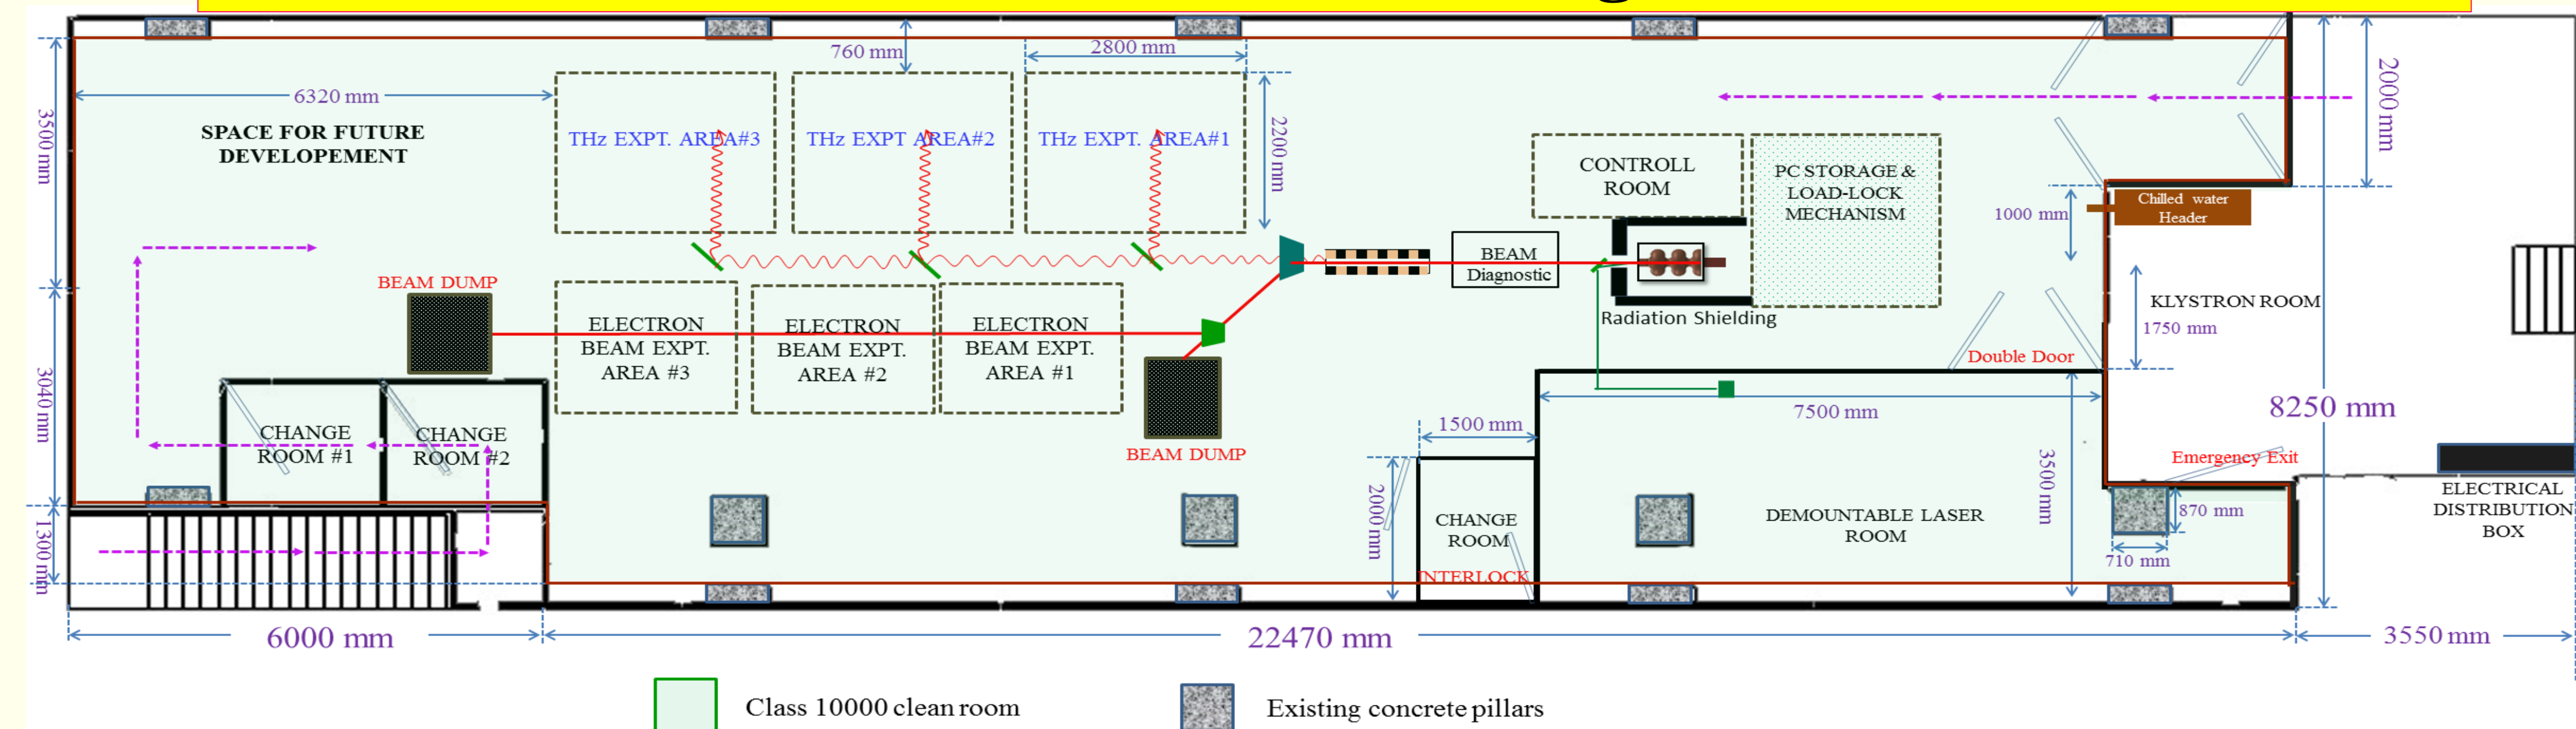 760 mm
2800 mm
6320 mm
3500 mm
SPACE FOR FUTURE
DEVELOPEMENT
THz EXPT. AREA#3
THz EXPT AREA#2
THz EXPT. AREA#1
2200 mm
CONTROLL
ROOM
PC STORAGE &
LOAD-LOCK
MECHANISM
2000 mm
1000 mm
Chilled water
Header
BEAM
Diagnostic
Radiation Shielding
KLYSTRON ROOM
1750 mm
Double Door
BEAM DUMP
ELECTRON
BEAM EXPT.
AREA #3
ELECTRON
BEAM EXPT.
AREA #2
ELECTRON
BEAM EXPT.
AREA #1
3040 mm
CHANGE
ROOM #1
CHANGE
ROOM #2
BEAM DUMP
1500 mm
7500 mm
8250 mm
Emergency Exit
2000 mm
CHANGE
ROOM
INTERLOCK
DEMOUNTABLE LASER
ROOM
3500 mm
870 mm
710 mm
ELECTRICAL
DISTRIBUTION
BOX
1300 mm
6000 mm
22470 mm
3550 mm
Class 10000 clean room
Existing concrete pillars